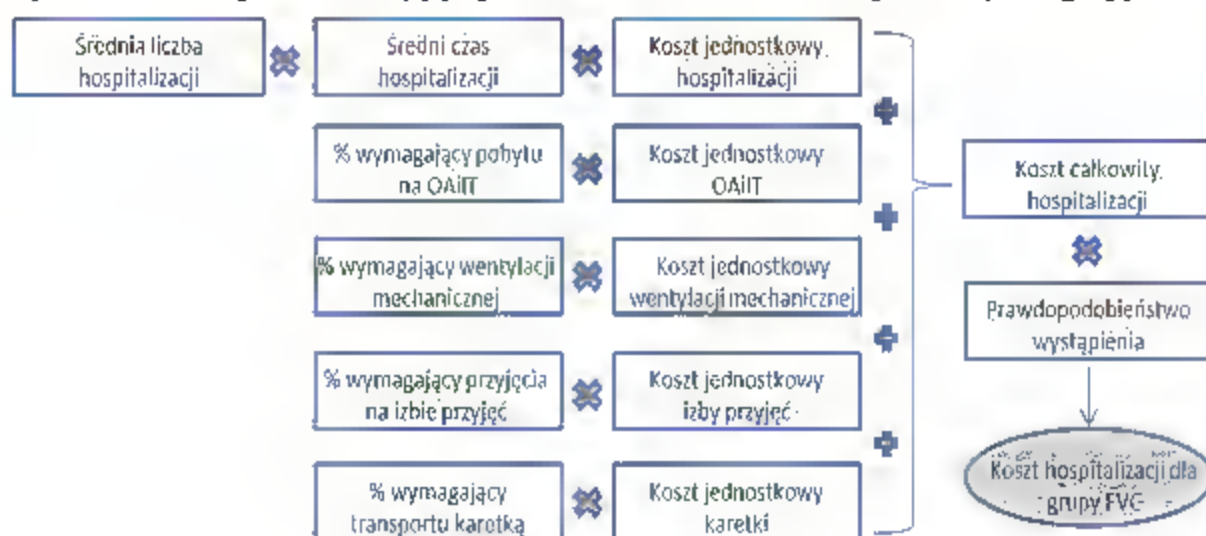 Średnia liczba
hospitalizacji
Średni czas
hospitalizacji
Koszt jednostkowy
hospitalizacji
% wymagający pobytu
na OAiIT
Koszt jednostkowy
OAiIT
% wymagający wentylacji
mechanicznej
Koszt jednostkowy
wentylacji mechanicznej
% wymagający przyjęcia
na izbie przyjęć
Koszt jednostkowy
izby przyjęć
% wymagający
transportu karetką
Koszt jednostkowy
karetki
Koszt całkowity
hospitalizacji
Prawdopodobieństwo
wystąpienia
Koszt hospitalizacji dla
grupy FVC